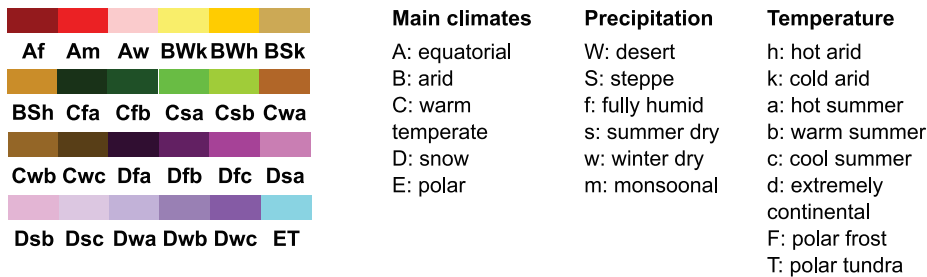 Af Am Aw BWk BWh BSk
BSh Cfa Cfb Csa Csb Cwa
Cwb Cwc Dfa Dfb Dfc Dsa
Dsb Dsc Dwa Dwb Dwc ET
Main climates
A: equatorial
B: arid
C: warm
temperate
D: snow
E: polar
Precipitation
W: desert
S: steppe
f: fully humid
s: summer dry
w: winter dry
m: monsoonal
Temperature
h: hot arid
k: cold arid
a: hot summer
b: warm summer
c: cool summer
d: extremely
continental
F: polar frost
T: polar tundra